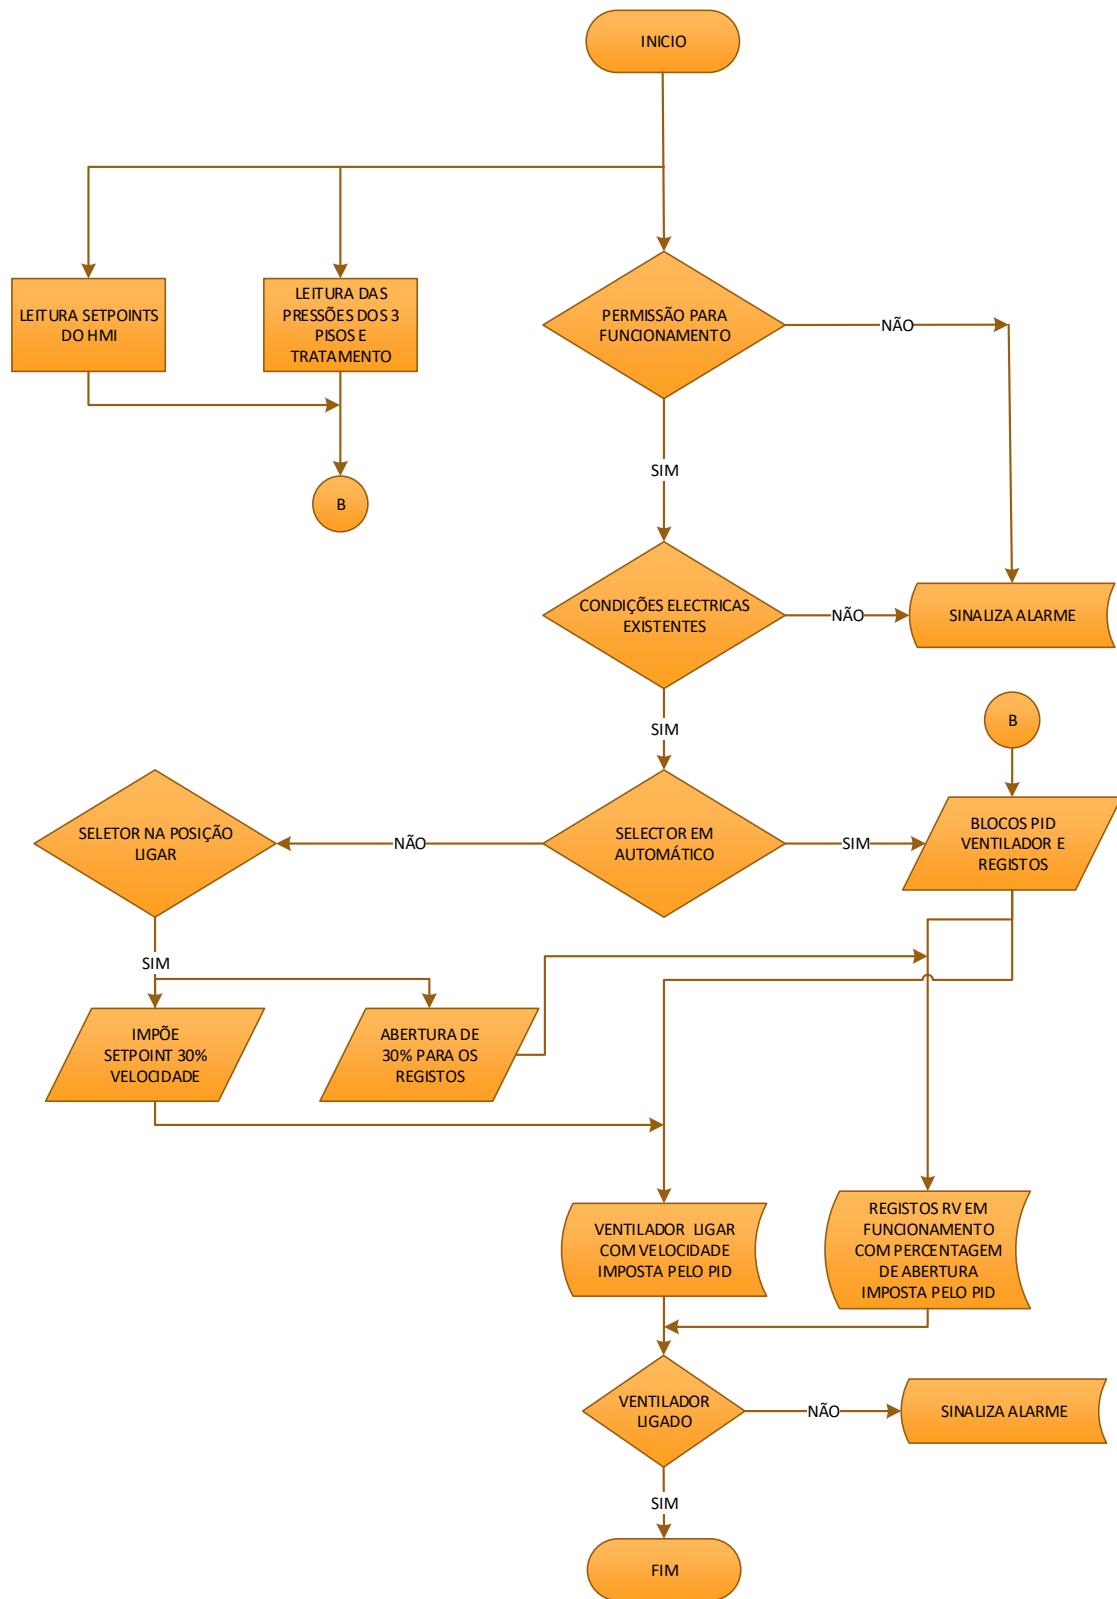 INICIO
LEITURA SETPOINTS
DO HMI
LEITURA DAS
PRESSÕES DOS 3
PISOS E
TRATAMENTO
PERMISSÃO PARA
FUNCIONAMENTO
NÃO
SIM
B
CONDIÇÕES ELECTRICAS
EXISTENTES
NÃO
SINALIZA ALARME
SIM
B
SELETOR NA POSIÇÃO
LIGAR
NÃO
SELECTOR EM
AUTOMÁTICO
SIM
BLOCOS PID
VENTILADOR E
REGISTOS
SIM
IMPÕE
SETPOINT 30%
VELOCIDADE
ABERTURA DE
30% PARA OS
REGISTOS
VENTILADOR LIGAR
COM VELOCIDADE
IMPOSTA PELO PID
REGISTOS RV EM
FUNCIONAMENTO
COM PERCENTAGEM
DE ABERTURA
IMPOSTA PELO PID
VENTILADOR
LIGADO
NÃO
SINALIZA ALARME
SIM
FIM